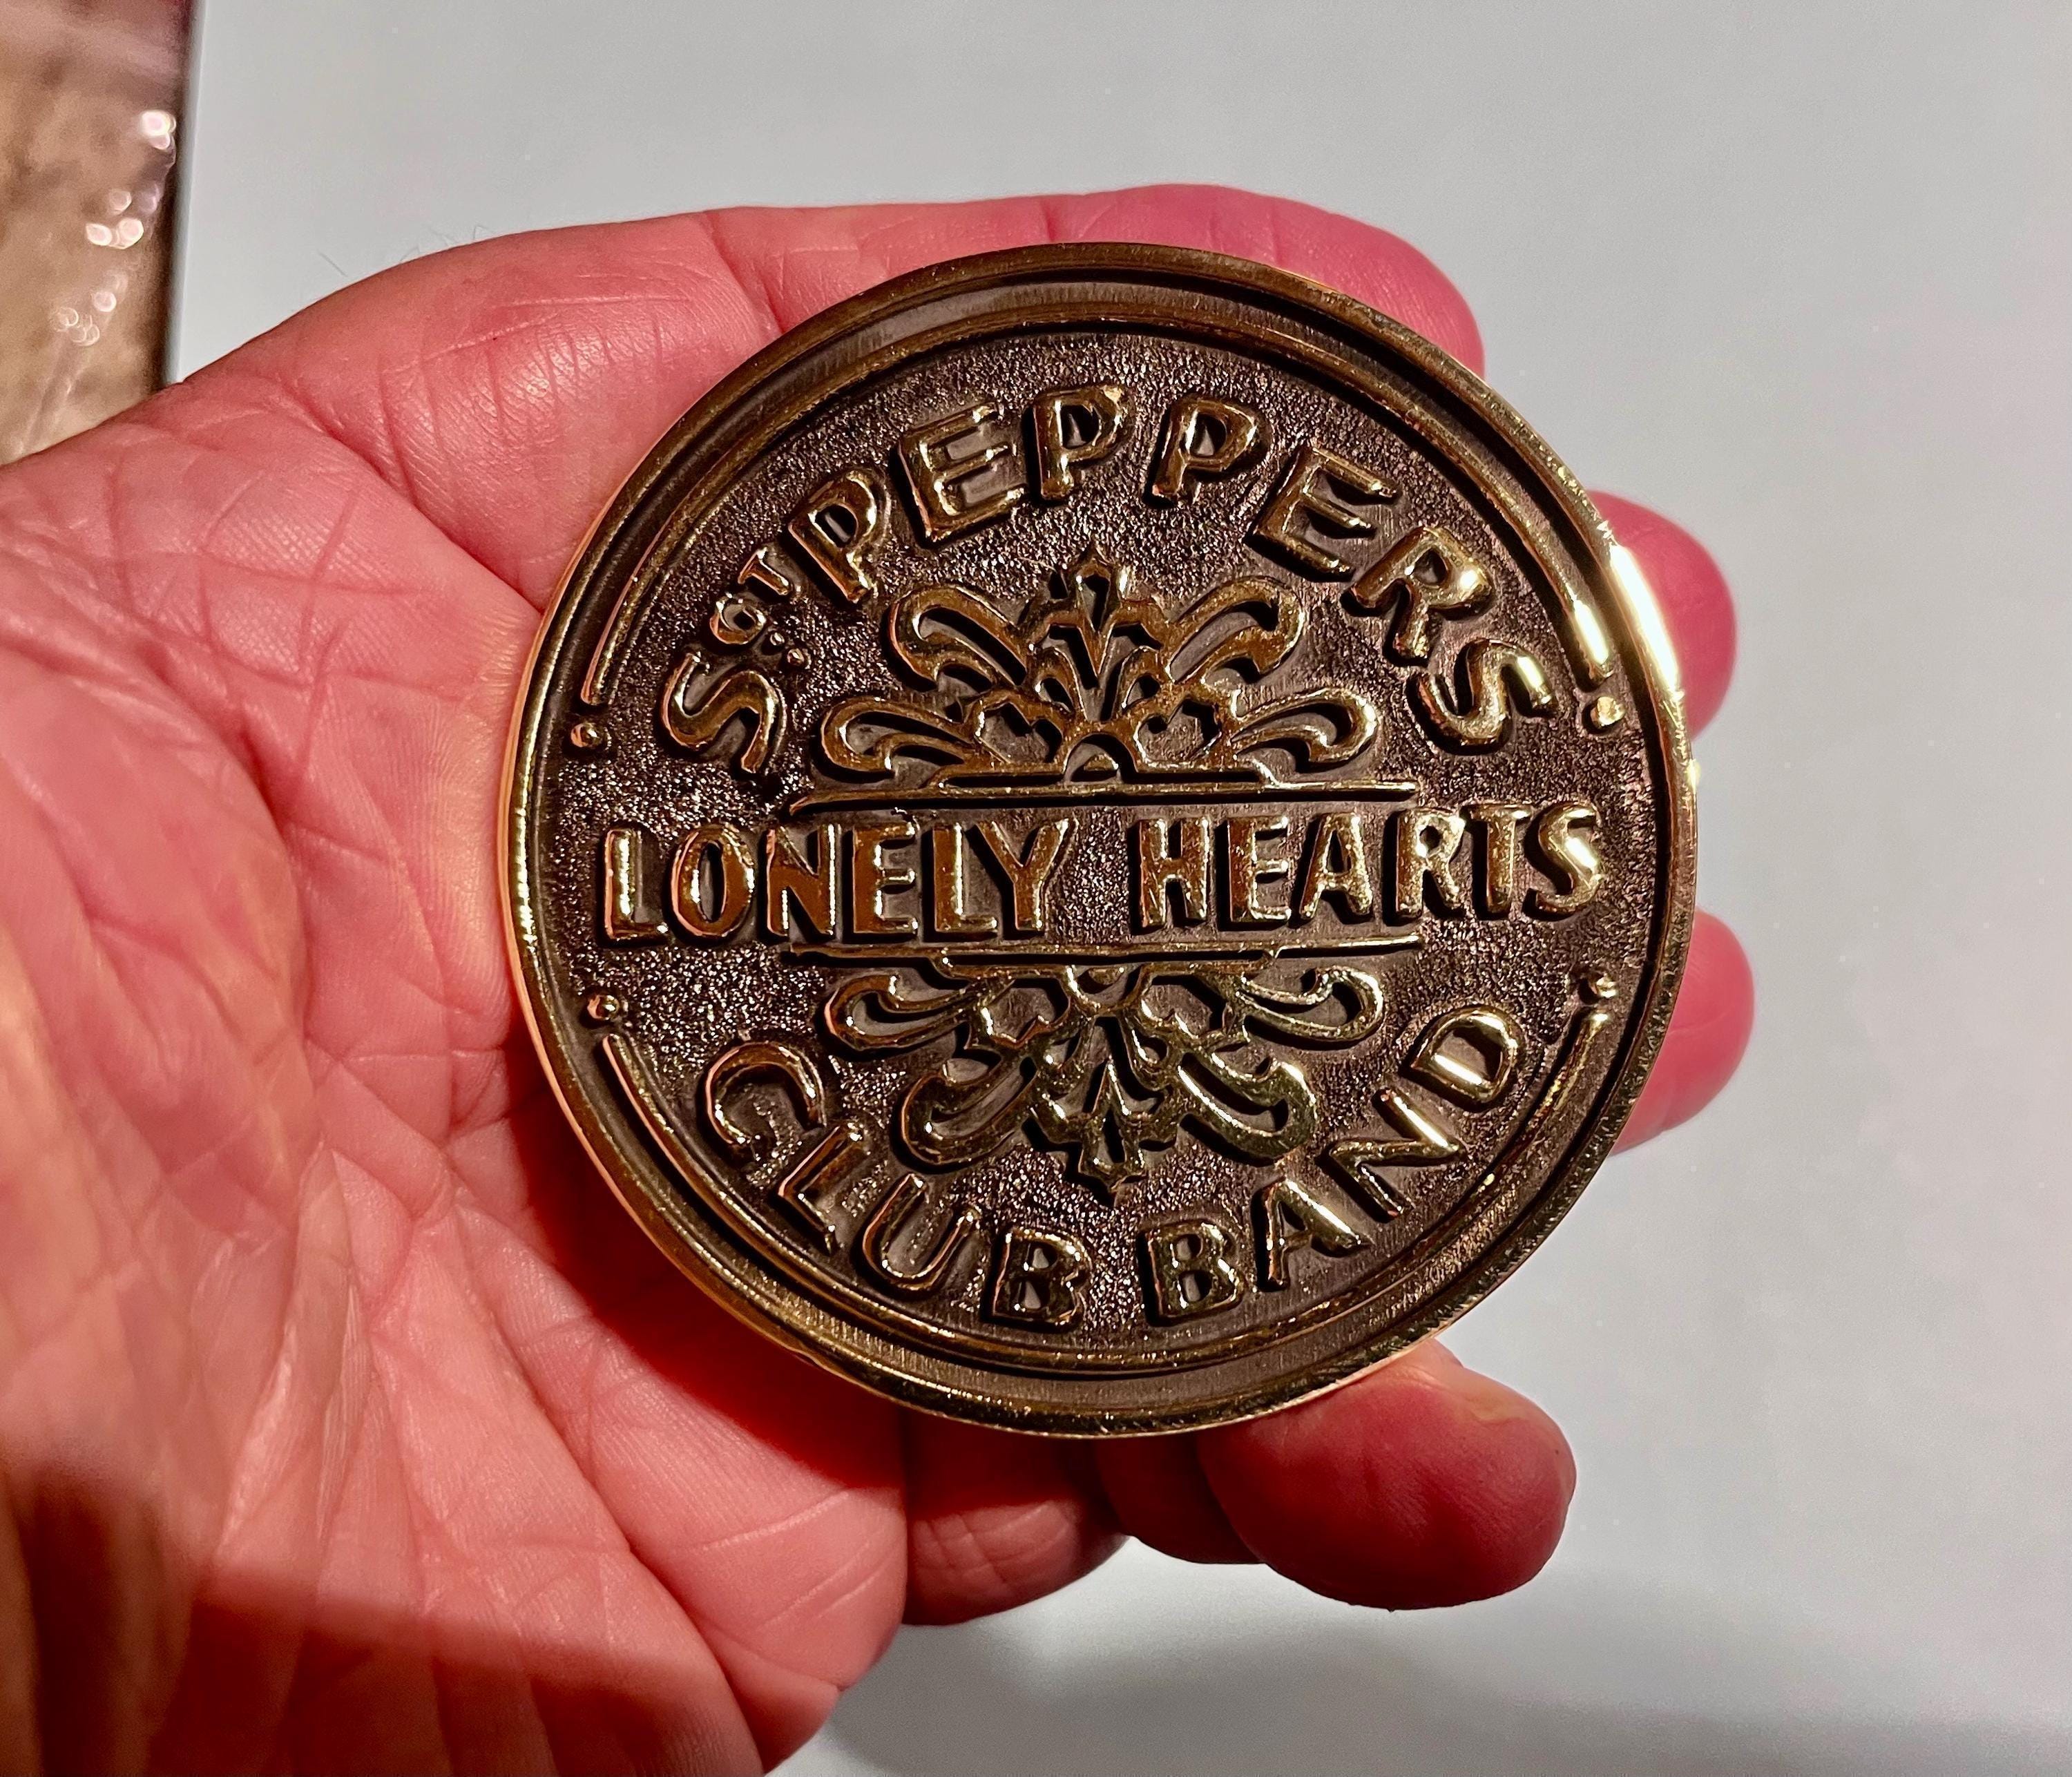 SGT. PEPPERS
LONELY HEARTS
CLUB BAND